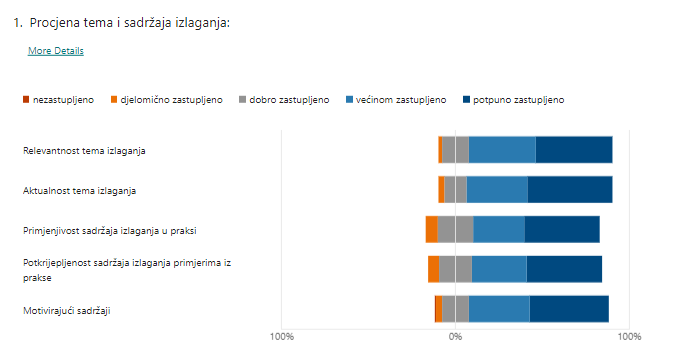 1. Procjena tema i sadržaja izlaganja:
More Details
nezastupljeno
djelomično zastupljeno
dobro zastupljeno
većinom zastupljeno
potpuno zastupljeno
Relevantnost tema izlaganja
Aktualnost tema izlaganja
Primjenjivost sadržaja izlaganja u praksi
Potkrijepljenost sadržaja izlaganja primjerima iz
prakse
Motivirajući sadržaji
100%
0%
100%